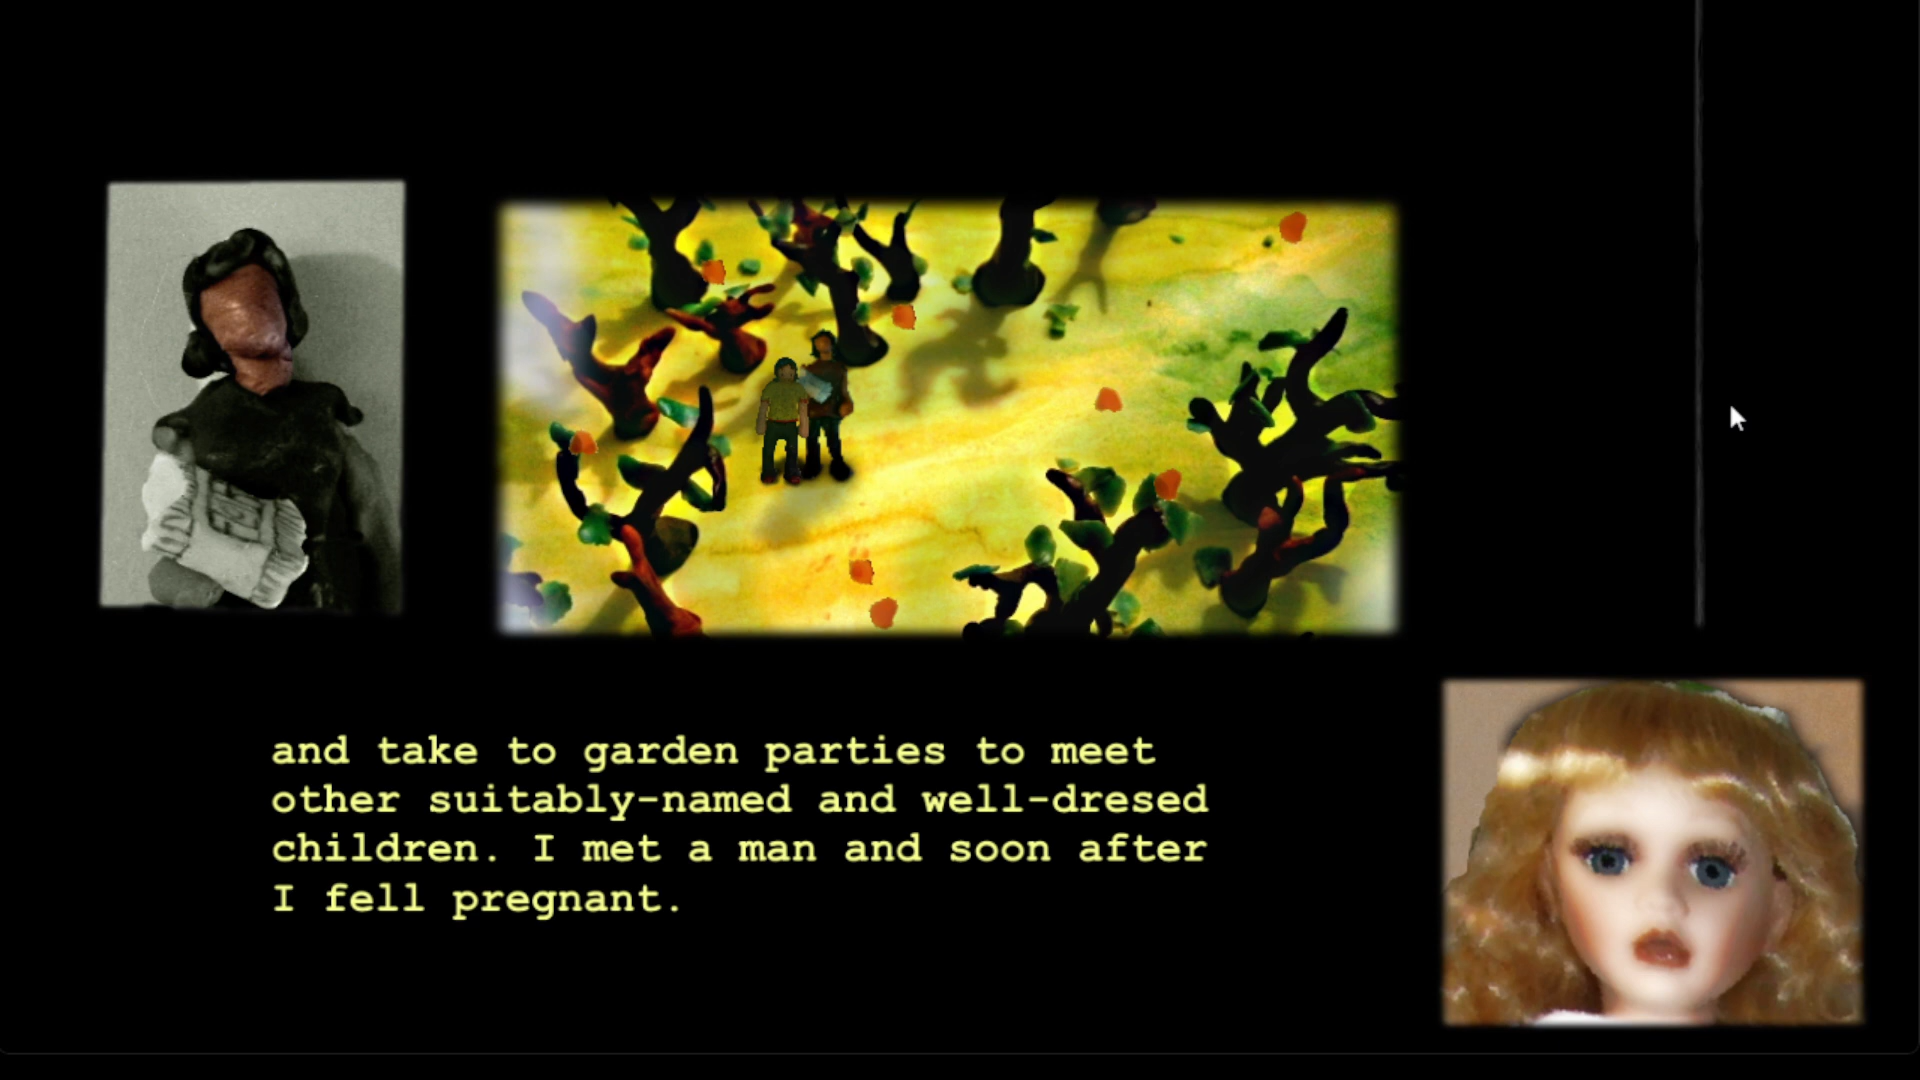 and take to garden parties to meet
other suitably-named and well-dresed
children. I met a man and soon after
I fell pregnant.